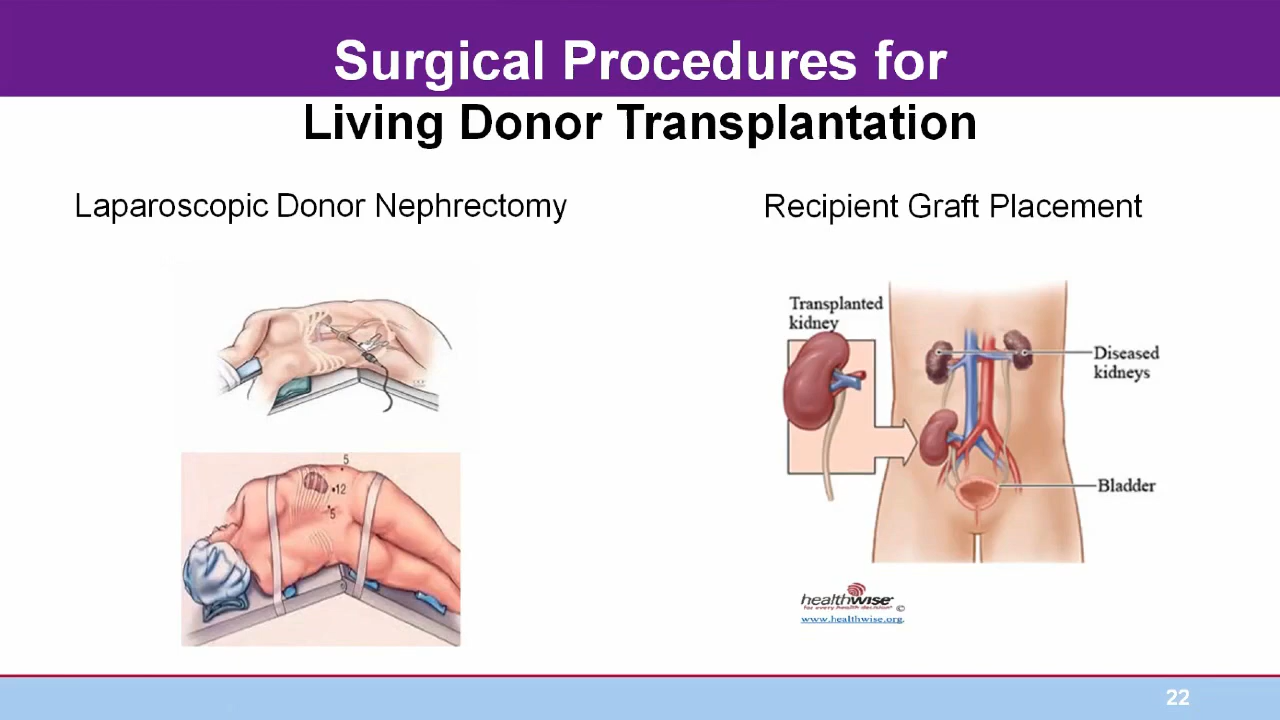 Surgical Procedures for
Living Donor Transplantation
Laparoscopic Donor Nephrectomy
Recipient Graft Placement
5
12
5
Transplanted
kidney
Diseased
kidneys
Bladder
healthwise
for every health decision®
©
www.healthwise.org.
22